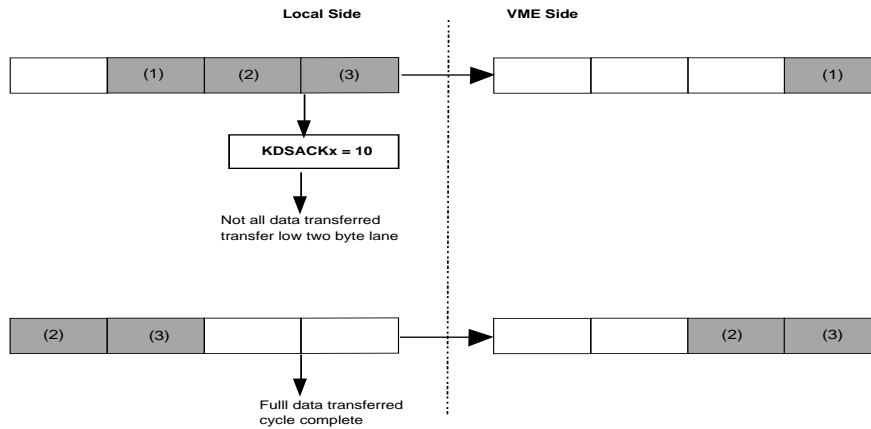 Local Side VME Side
(1) (2) (3) (1)
KDSACKx = 10
Not all data transferred
transfer low two byte lane
(2) (3) (2) (3)
Fulll data transferred
cycle complete